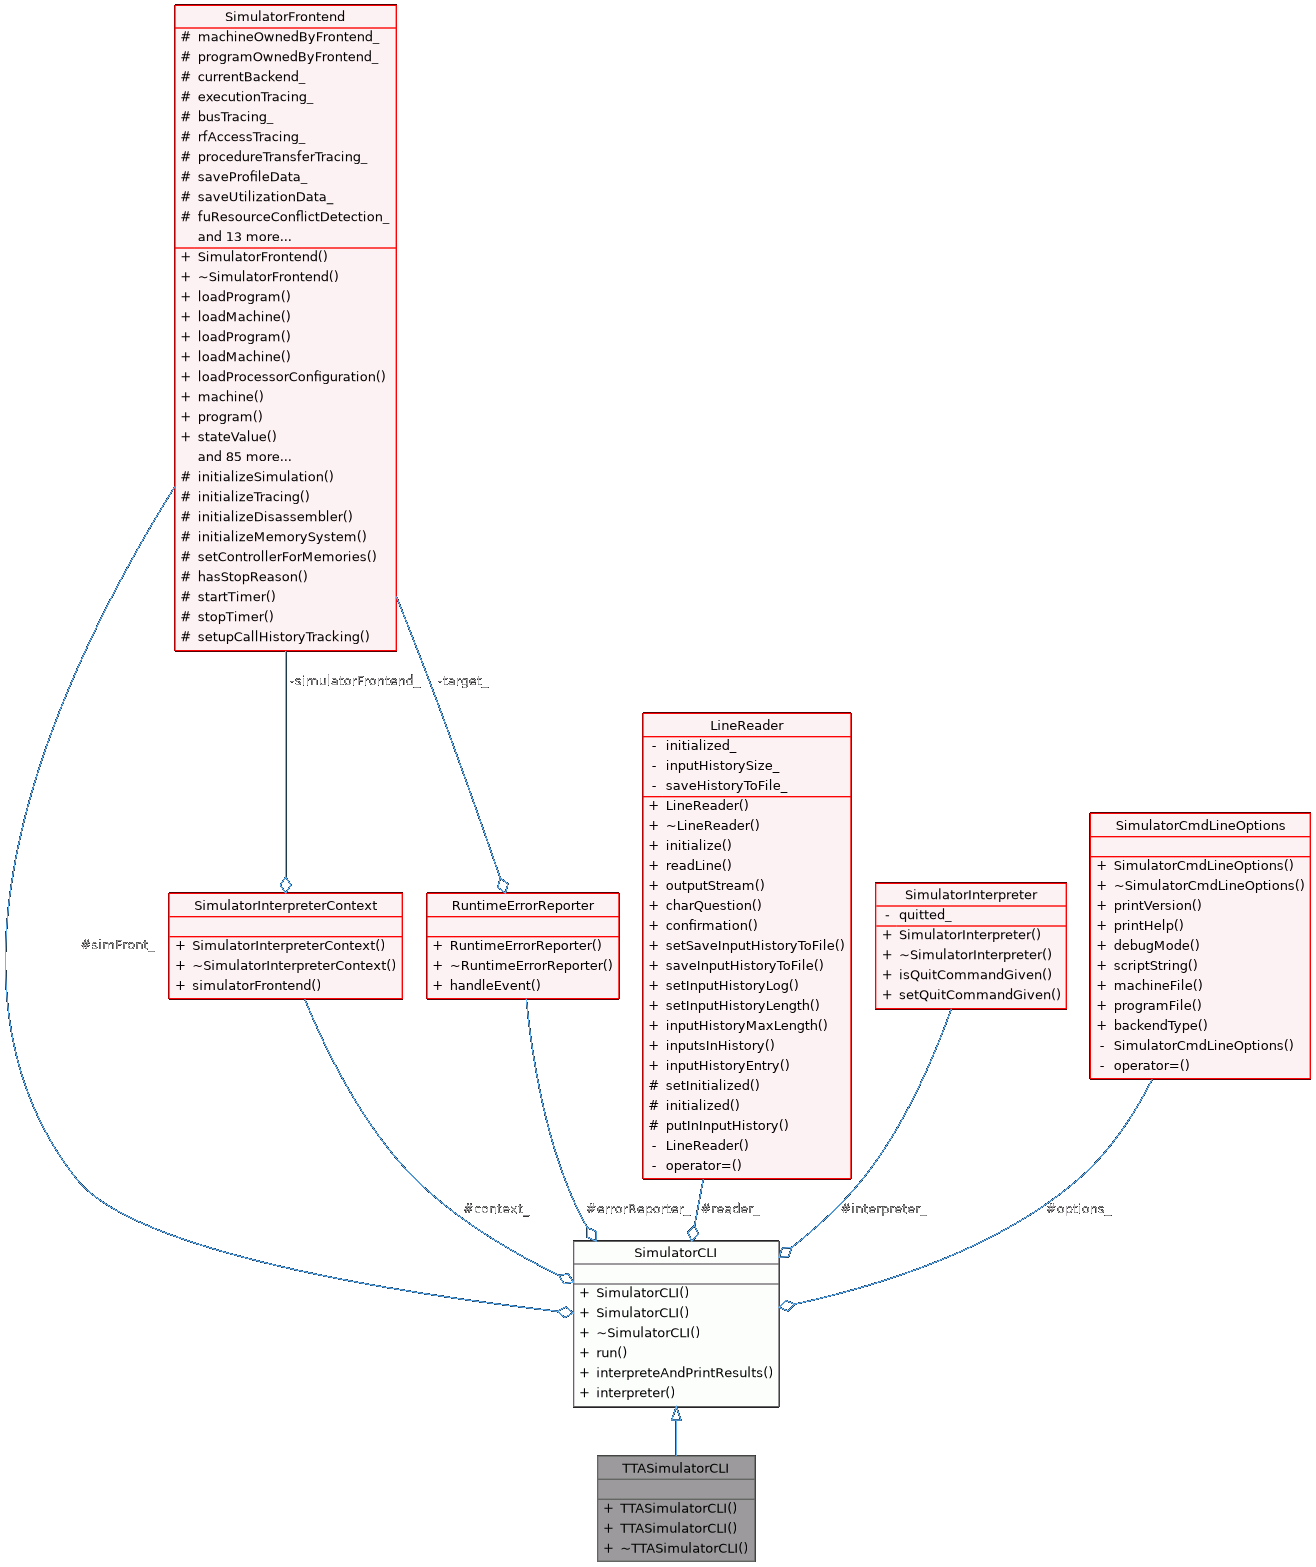 SimulatorFrontend
# machineOwnedByFrontend_
# programOwnedByFrontend_
# currentBackend_
# executionTracing_
# busTracing_
# rfAccessTracing_
# procedureTransferTracing_
# saveProfileData_
# saveUtilizationData_
# fuResourceConflictDetection_
and 13 more...
+ SimulatorFrontend()
+ ~SimulatorFrontend()
+ loadProgram()
+ loadMachine()
+ loadProgram()
+ loadMachine()
+ loadProcessorConfiguration()
+ machine()
+ program()
+ stateValue()
and 85 more...
# initializeSimulation()
# initializeTracing()
# initializeDisassembler()
# initializeMemorySystem()
# setControllerForMemories()
# hasStopReason()
# startTimer()
# stopTimer()
# setupCallHistoryTracking()
-simulatorFrontend_
-target_
LineReader
- initialized_
- inputHistorySize_
- saveHistoryToFile_
+ LineReader()
+ ~LineReader()
+ initialize()
+ readLine()
+ outputStream()
+ charQuestion()
+ confirmation()
+ setSaveInputHistoryToFile()
+ saveInputHistoryToFile()
+ setInputHistoryLog()
+ setInputHistoryLength()
+ inputHistoryMaxLength()
+ inputsInHistory()
+ inputHistoryEntry()
# setInitialized()
# initialized()
# putInInputHistory()
- LineReader()
- operator=()
SimulatorCmdLineOptions
+ SimulatorCmdLineOptions()
+ ~SimulatorCmdLineOptions()
+ printVersion()
+ printHelp()
+ debugMode()
+ scriptString()
+ machineFile()
+ programFile()
+ backendType()
- SimulatorCmdLineOptions()
- operator=()
SimulatorInterpreter
- quitted_
+ SimulatorInterpreter()
+ ~SimulatorInterpreter()
+ isQuitCommandGiven()
+ setQuitCommandGiven()
SimulatorInterpreterContext
+ SimulatorInterpreterContext()
+ ~SimulatorInterpreterContext()
+ simulatorFrontend()
RuntimeErrorReporter
+ RuntimeErrorReporter()
+ ~RuntimeErrorReporter()
+ handleEvent()
#simFront_
#context_
#errorReporter_
#reader_
#interpreter_
#options_
SimulatorCLI
+ SimulatorCLI()
+ SimulatorCLI()
+ ~SimulatorCLI()
+ run()
+ interpreteAndPrintResults()
+ interpreter()
TTASimulatorCLI
+ TTASimulatorCLI()
+ TTASimulatorCLI()
+ ~TTASimulatorCLI()